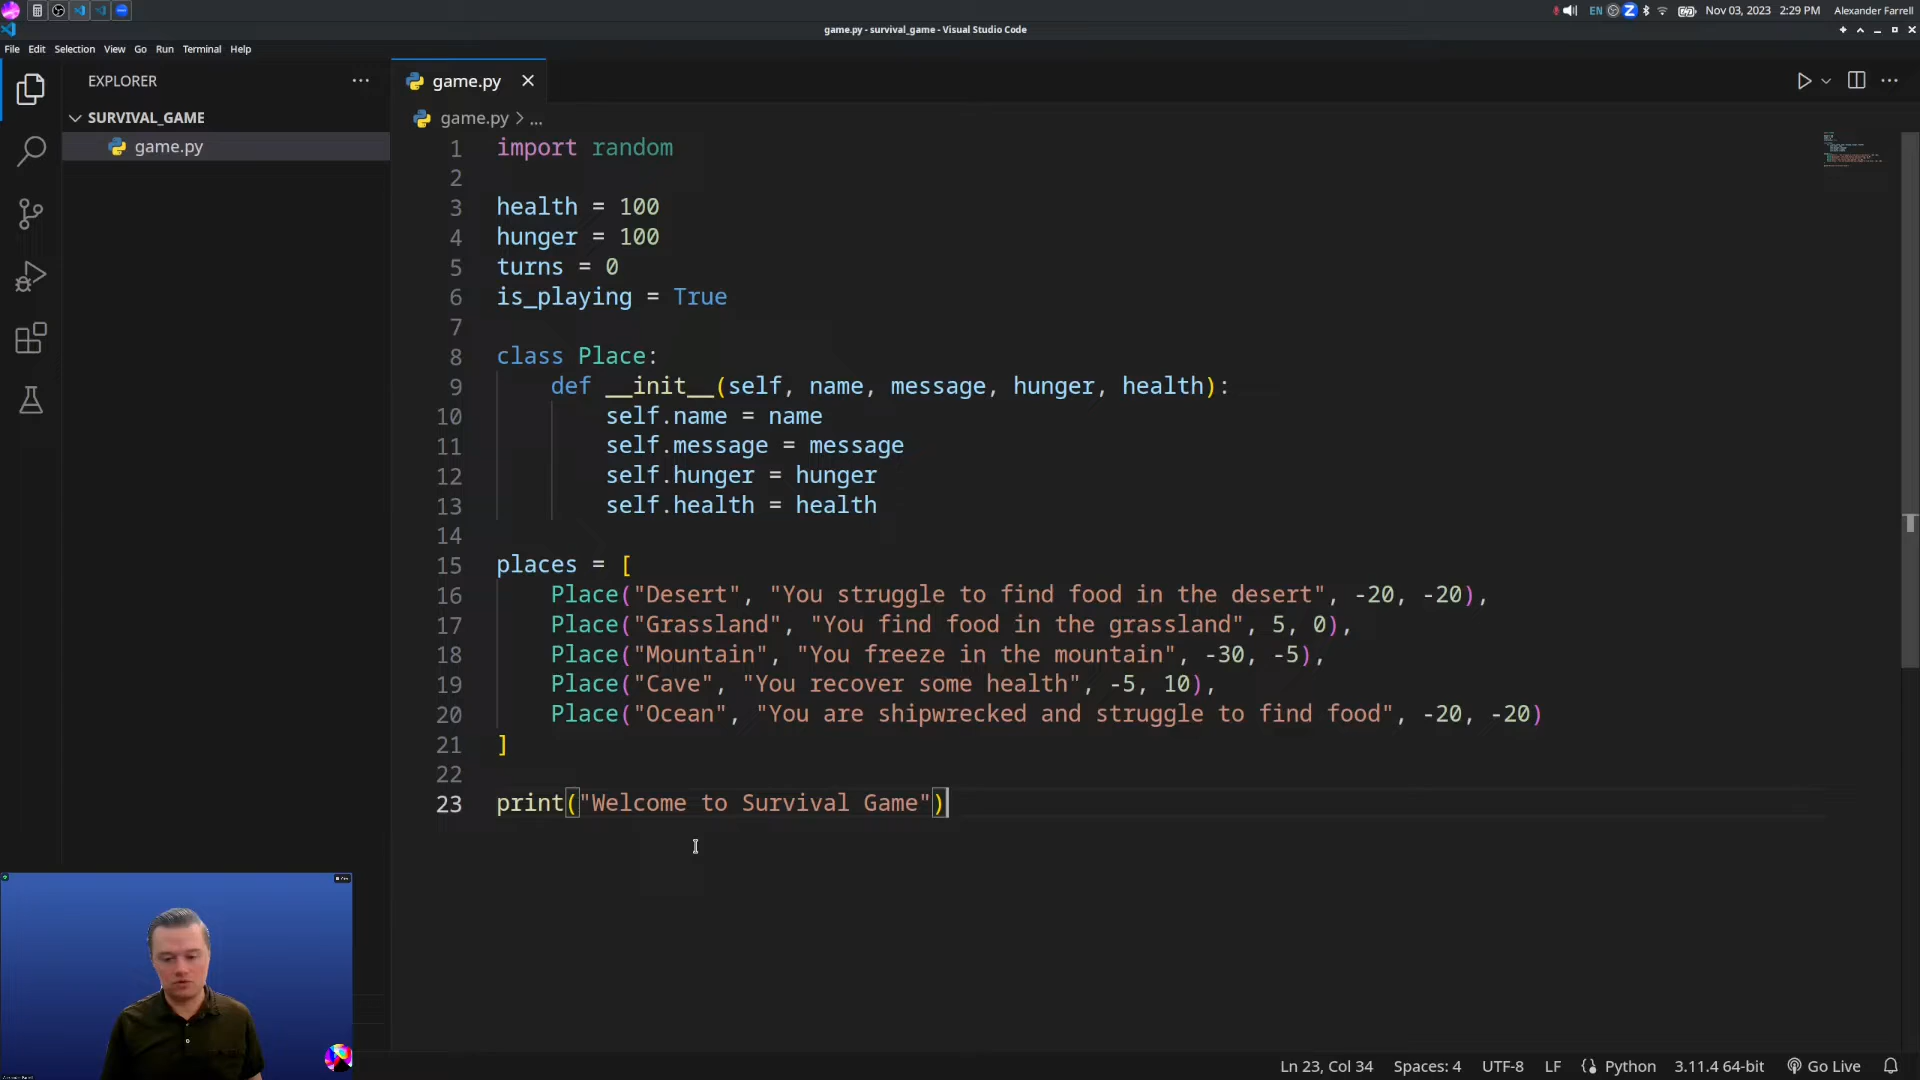 EN
Nov 03, 2023 2:29 PM Alexander Farrell
game.py - survival_game - Visual Studio Code
File Edit Selection View Go Run Terminal Help
EXPLORER
game.py
SURVIVAL_GAME
game.py > ...
game.py
1 import random
2
3 health = 100
4 hunger = 100
5 turns = 0
6 is_playing = True
7
8 class Place:
9 def __init__(self, name, message, hunger, health):
10 self.name = name
11 self.message = message
12 self.hunger = hunger
13 self.health = health
14
15 places = [
16 Place("Desert", "You struggle to find food in the desert", -20, -20),
17 Place("Grassland", "You find food in the grassland", 5, 0),
18 Place("Mountain", "You freeze in the mountain", -30, -5),
19 Place("Cave", "You recover some health", -5, 10),
20 Place("Ocean", "You are shipwrecked and struggle to find food", -20, -20)
21 ]
22
23 print("Welcome to Survival Game")
Ln 23, Col 34 Spaces: 4 UTF-8 LF Python 3.11.4 64-bit Go Live